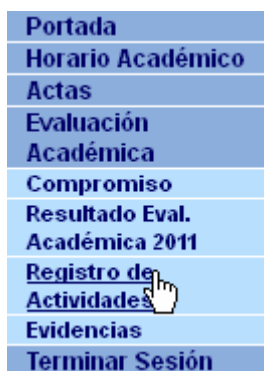 Portada
Horario Académico
Actas
Evaluación
Académica
Compromiso
Resultado Eval.
Académica 2011
Registro de
Actividades
Evidencias
Terminar Sesión